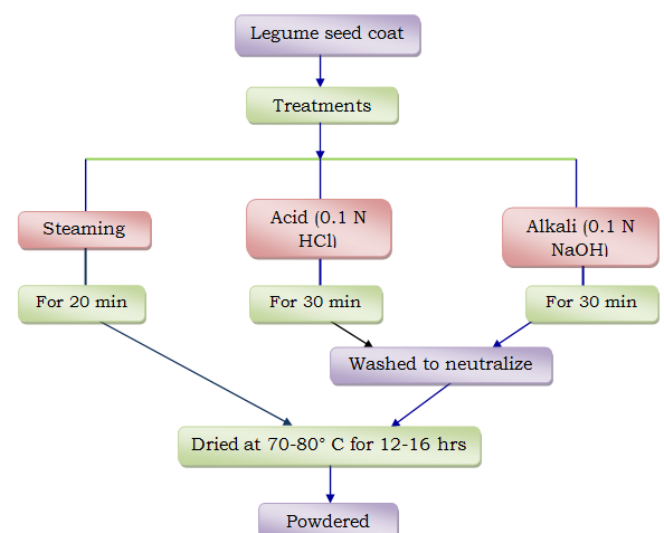 Legume seed coat
Treatments
Steaming
Acid (0.1 N
HCl)
Alkali (0.1 N
NaOH)
For 20 min
For 30 min
For 30 min
Washed to neutralize
Dried at 70-80° C for 12-16 hrs
Powdered